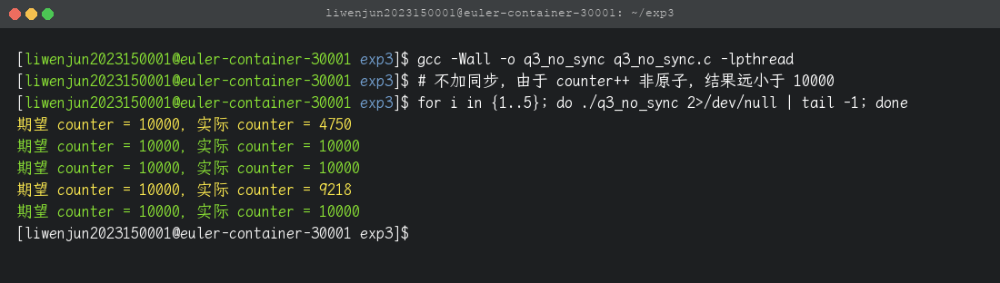 liwenjun2023150001@euler-container-30001: ~/exp3
[liwenjun2023150001@euler-container-30001 exp3]$ gcc -Wall -o q3_no_sync q3_no_sync.c -lpthread
[liwenjun2023150001@euler-container-30001 exp3]$ # 不加同步, 由于 counter++ 非原子, 结果远小于 10000
[liwenjun2023150001@euler-container-30001 exp3]$ for i in {1..5}; do ./q3_no_sync 2>/dev/null | tail -1; done
期望 counter = 10000, 实际 counter = 4750
期望 counter = 10000, 实际 counter = 10000
期望 counter = 10000, 实际 counter = 10000
期望 counter = 10000, 实际 counter = 9218
期望 counter = 10000, 实际 counter = 10000
[liwenjun2023150001@euler-container-30001 exp3]$